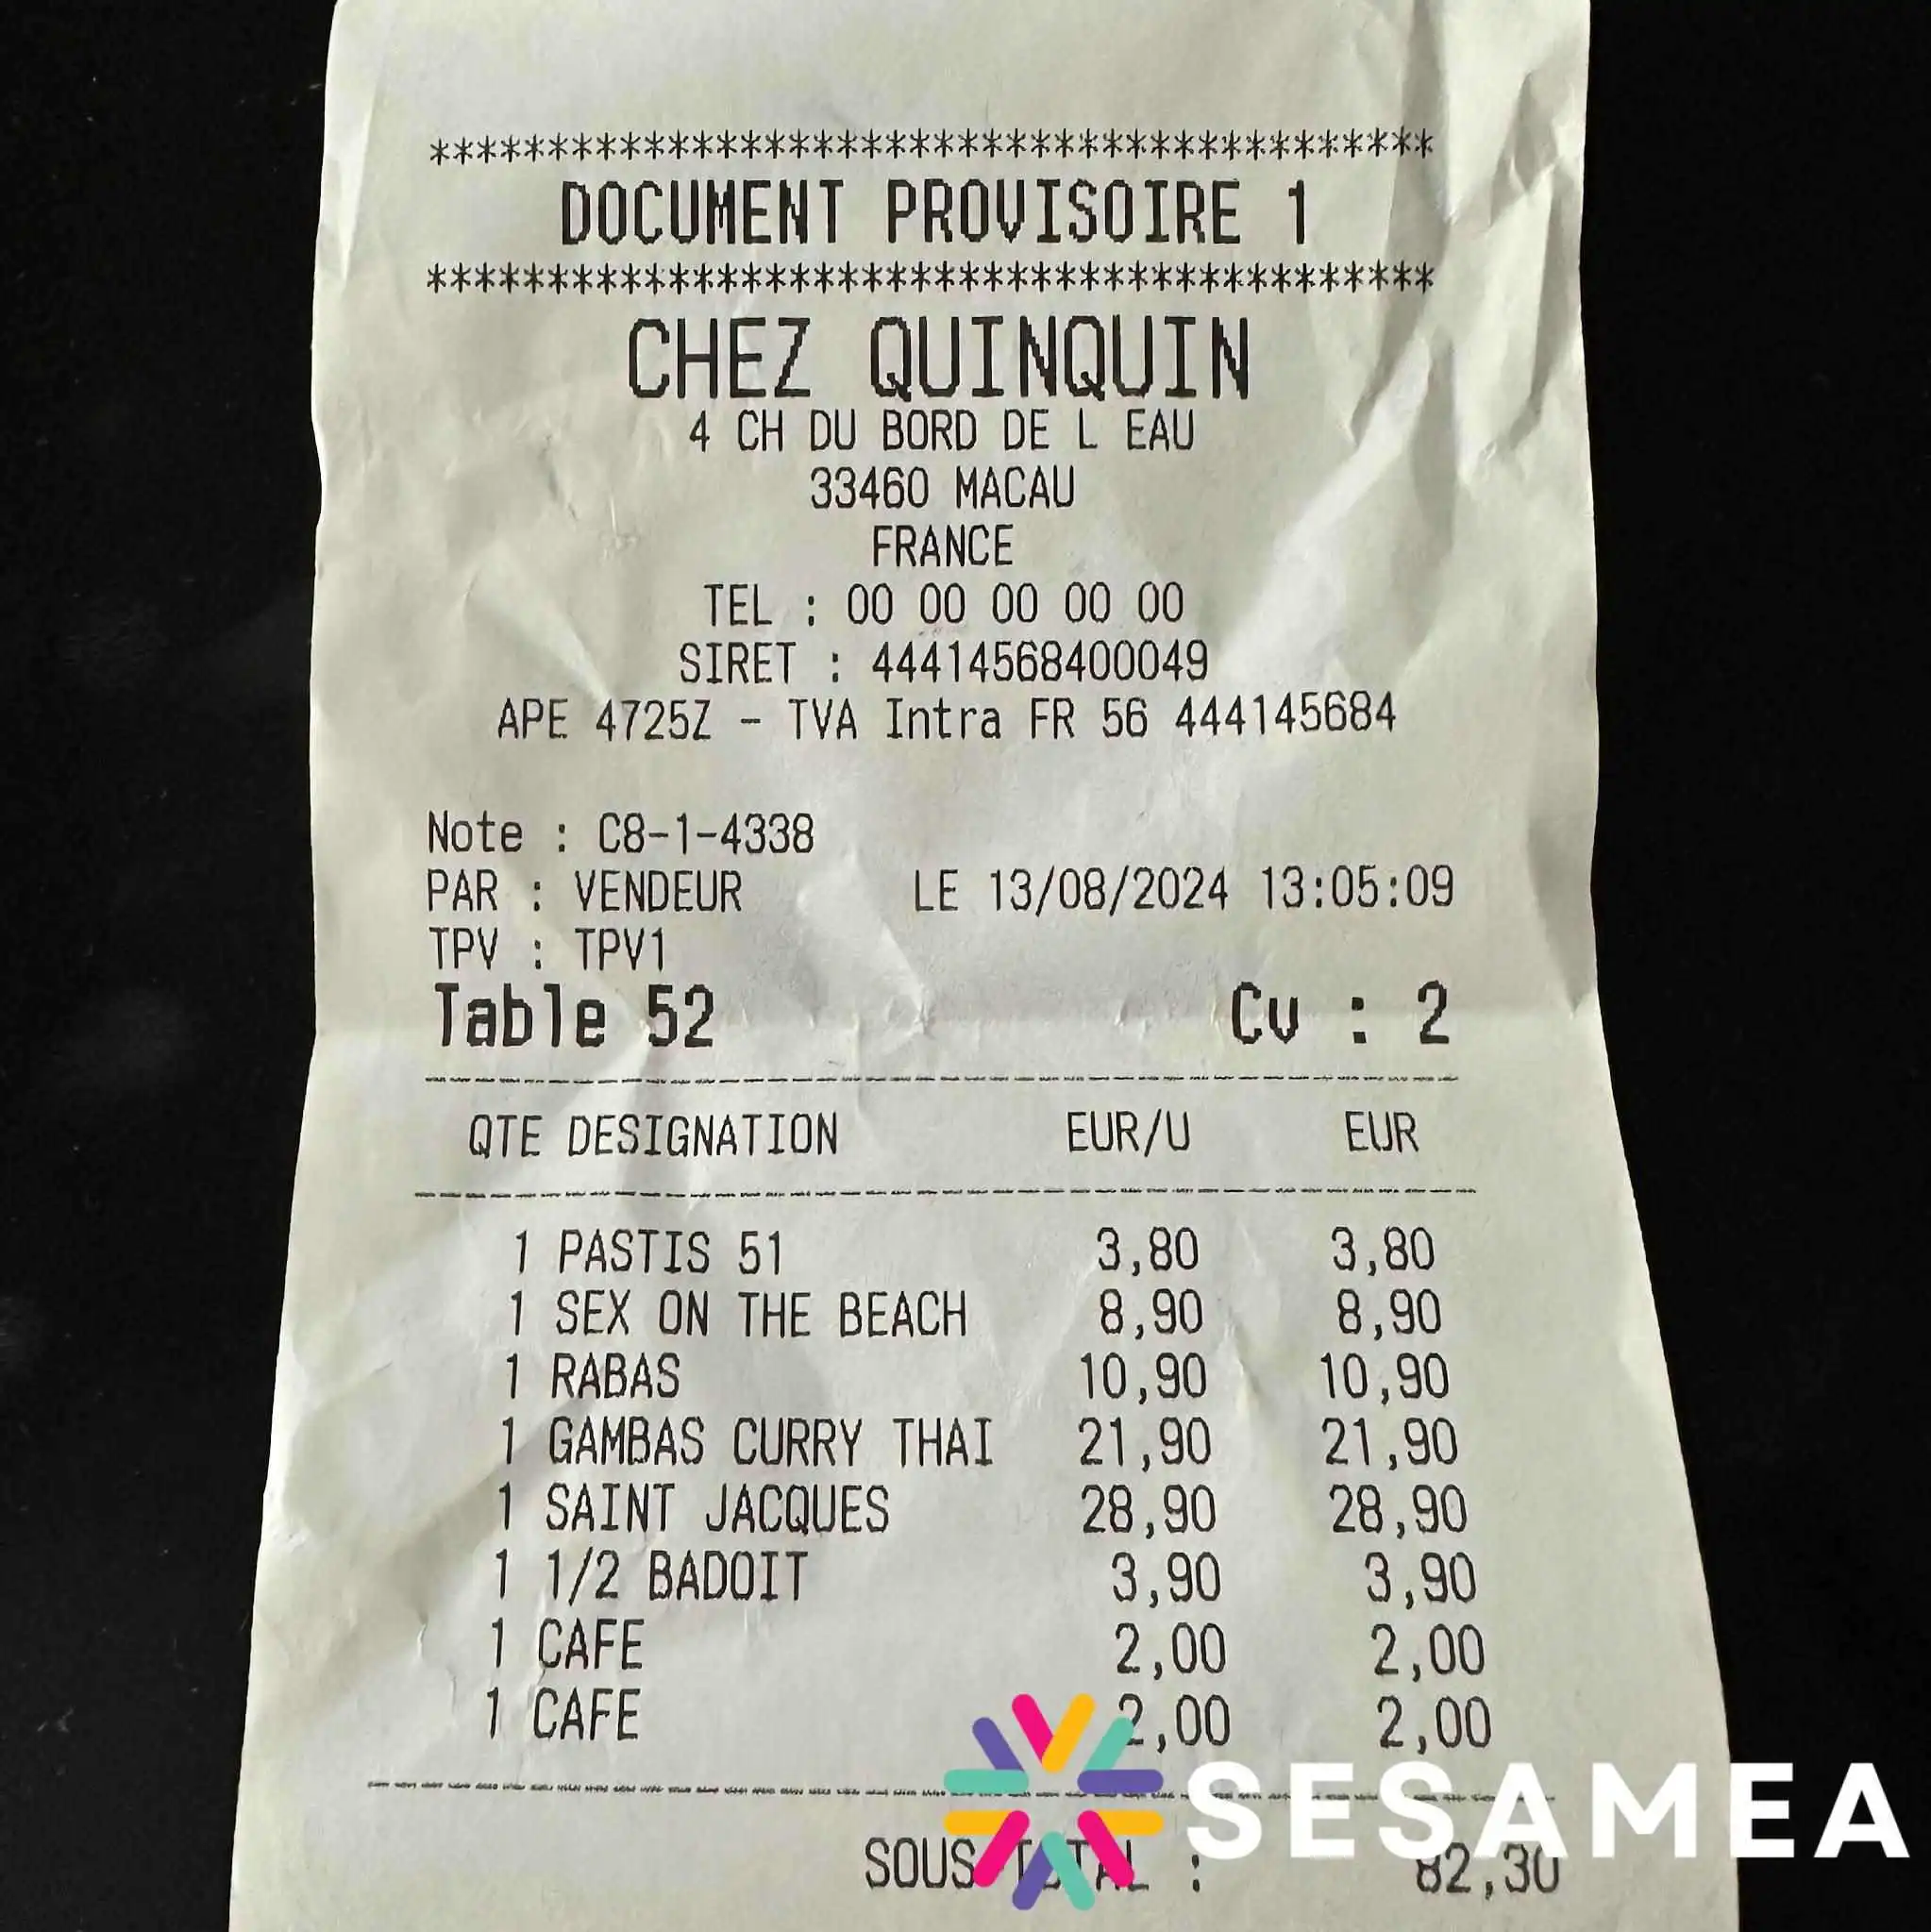 ******************************************
DOCUMENT PROVISOIRE 1
******************************************
CHEZ QUINQUIN
4 CH DU BORD DE L EAU
33460 MACAU
FRANCE
TEL : 00 00 00 00 00
SIRET : 44414568400049
APE 4725Z - TVA Intra FR 56 444145684
Note : C8-1-4338
PAR : VENDEUR LE 13/08/2024 13:05:09
TPV : TPV1
Table 52 Cv : 2
QTE DESIGNATION EUR/U EUR
1 PASTIS 51 3,80 3,80
1 SEX ON THE BEACH 8,90 8,90
1 RABAS 10,90 10,90
1 GAMBAS CURRY THAI 21,90 21,90
1 SAINT JACQUES 28,90 28,90
1 1/2 BADOIT 3,90 3,90
1 CAFE 2,00 2,00
1 CAFE 2,00 2,00
SESAMEA
SOUS TOTAL : 82,30